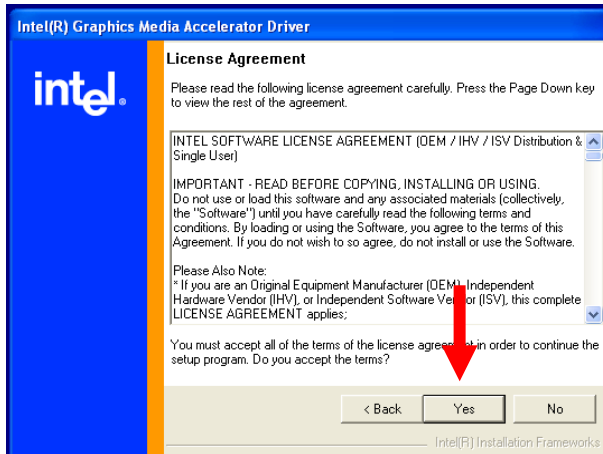 Intel(R) Graphics Media Accelerator Driver
intel.
License Agreement
Please read the following license agreement carefully. Press the Page Down key
to view the rest of the agreement.
INTEL SOFTWARE LICENSE AGREEMENT (OEM / IHV / ISV Distribution &
Single User)
IMPORTANT - READ BEFORE COPYING, INSTALLING OR USING.
Do not use or load this software and any associated materials (collectively,
the "Software") until you have carefully read the following terms and
conditions. By loading or using the Software, you agree to the terms of this
Agreement. If you do not wish to so agree, do not install or use the Software.
Please Also Note:
* If you are an Original Equipment Manufacturer (OEM), Independent
Hardware Vendor (IHV), or Independent Software Vendor (ISV), this complete
LICENSE AGREEMENT applies;
You must accept all of the terms of the license agreement in order to continue the
setup program. Do you accept the terms?
< Back
Yes
No
Intel(R) Installation Frameworks